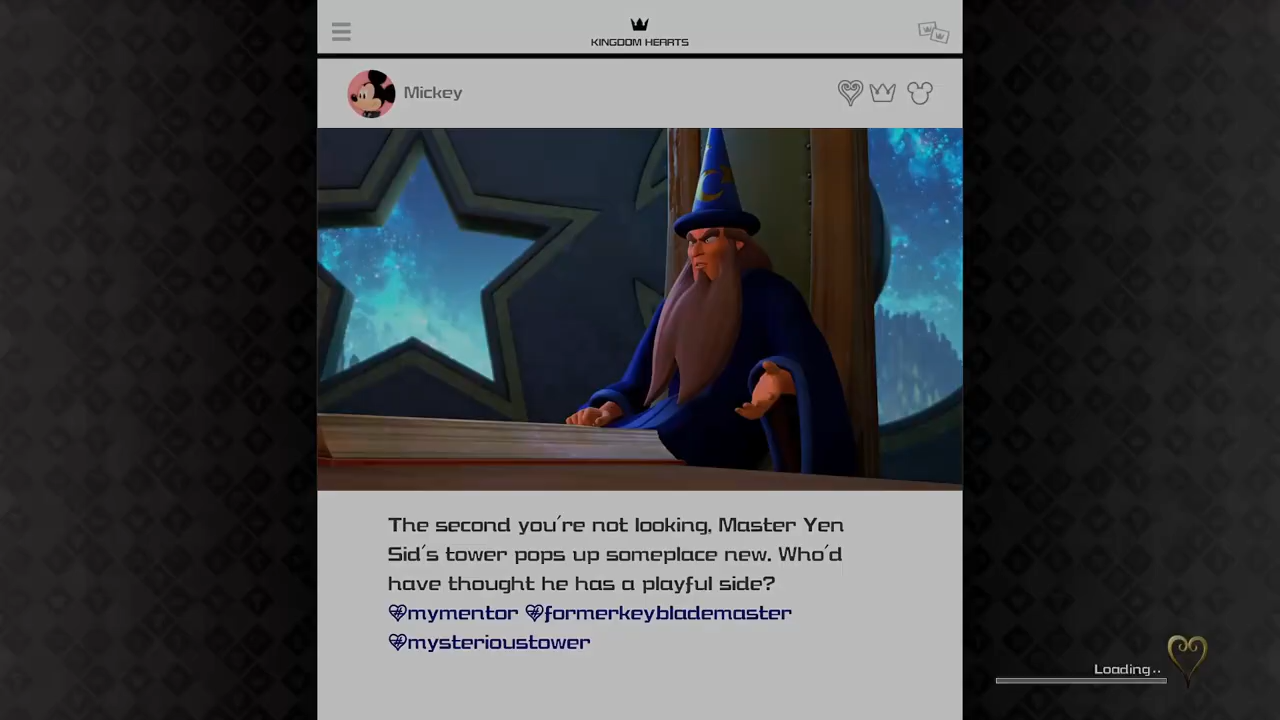 KINGDOM HEARTS
Mickey
The second you're not looking, Master Yen
Sid's tower pops up someplace new. Who'd
have thought he has a playful side?
mymentor formerkeyblademaster
mysterioustower
Loading..